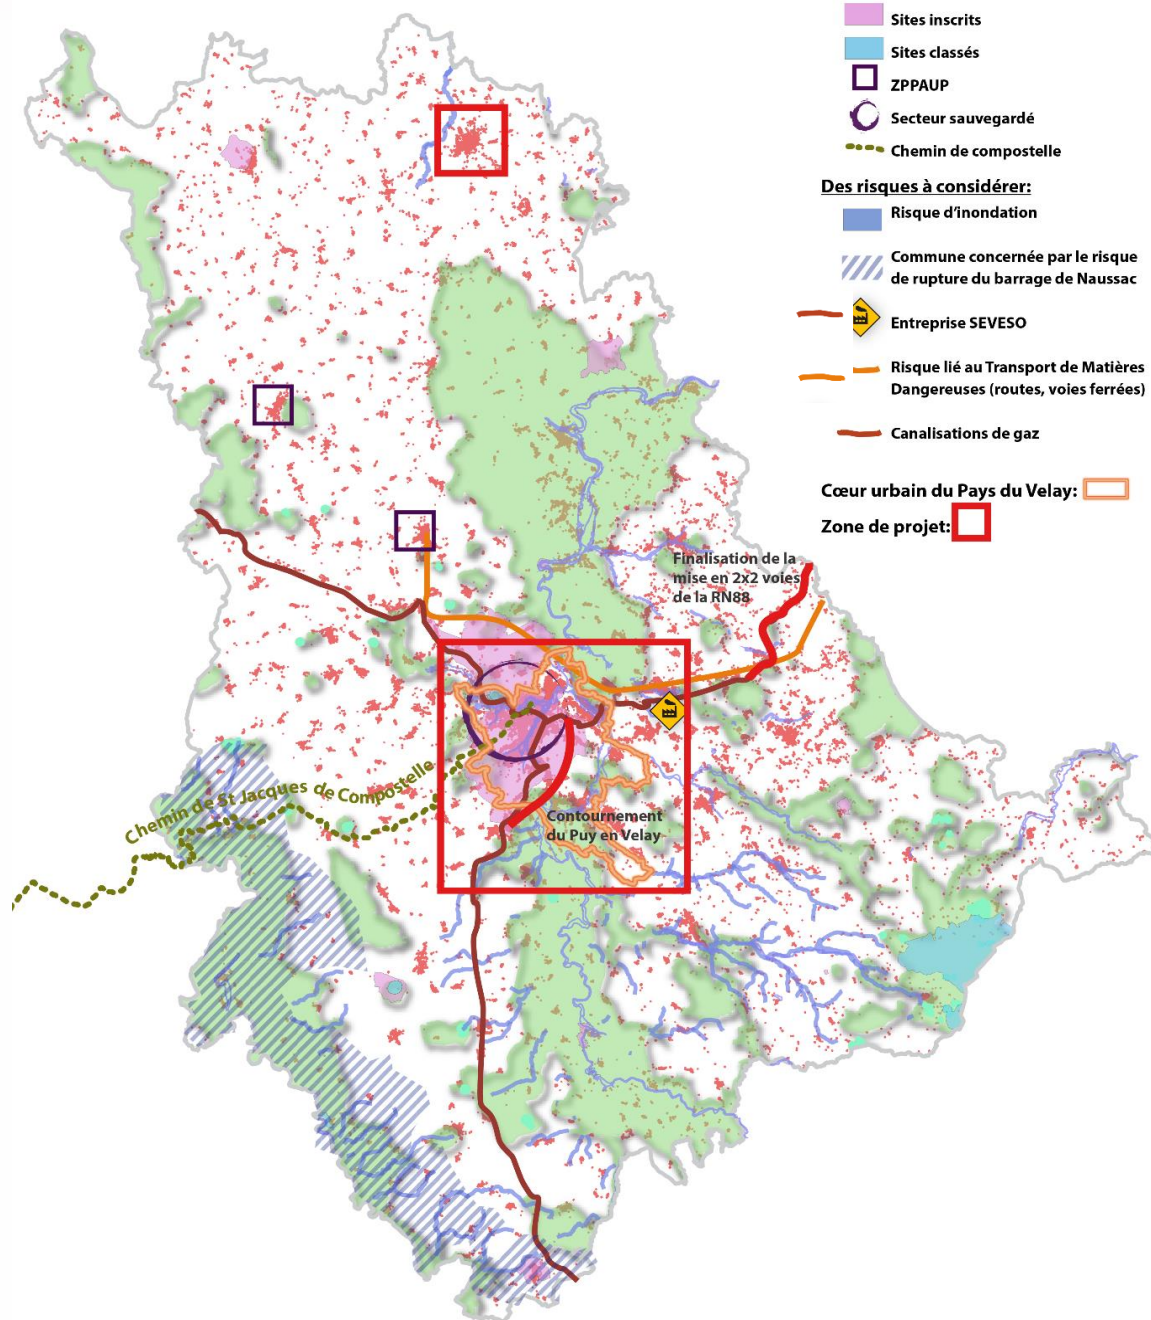 Sites inscrits
Sites classés
ZPPAUP
Secteur sauvegardé
Chemin de compostelle
Des risques à considérer:
Risque d'inondation
Commune concernée par le risque
de rupture du barrage de Naussac
Entreprise SEVESO
Risque lié au Transport de Matières
Dangereuses (routes, voies ferrées)
Canalisations de gaz
Cœur urbain du Pays du Velay:
Zone de projet:
Finalisation de la
mise en 2x2 voies
de la RN88
Chemin de St Jacques de Compostelle
Contournement
du Puy en Velay